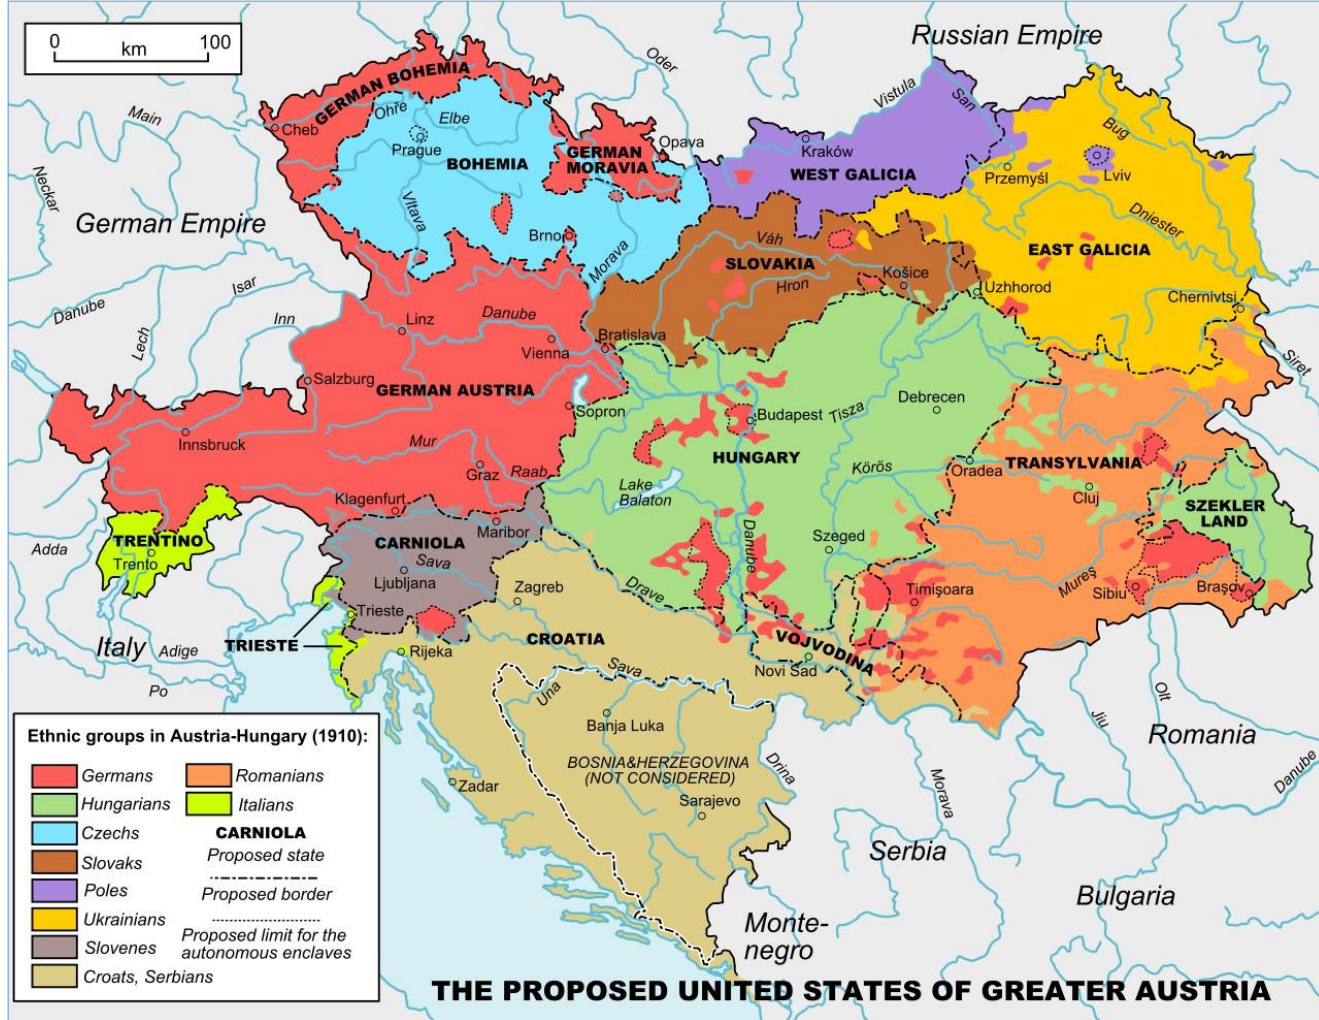 0 100
km
Russian Empire
Oder
Vistula
San
Bug
GERMAN BOHEMIA
Main
Ohře
Elbe
Cheb
Prague
BOHEMIA
GERMAN
MORAVIA
Opava
Kraków
WEST GALICIA
Przemyśl
Lviv
Neckar
German Empire
Vltava
Brno
Morava
Váh
SLOVAKIA
Hron
Košice
Uzhhorod
Dniester
EAST GALICIA
Chernivtsi
Siret
Danube
Lech
Isar
Inn
Linz
Danube
Vienna
Bratislava
Salzburg
GERMAN AUSTRIA
Sopron
Budapest
Tisza
Debrecen
Innsbruck
Mur
Graz
Raab
HUNGARY
Lake
Balaton
Körös
Oradea
TRANSYLVANIA
Cluj
SZEKLER
LAND
Klagenfurt
Maribor
CARNIOLA
Sava
Ljubljana
Adda
TRENTINO
Trento
Danube
Szeged
Drave
Zagreb
Timişoara
Mureş
Sibiu
Braşov
Trieste
TRIESTE
Italy
Adige
Po
Rijeka
CROATIA
Sava
VOJVODINA
Novi Sad
Una
Banja Luka
BOSNIA&HERZEGOVINA
(NOT CONSIDERED)
Sarajevo
Drina
Zadar
Jiu
Olt
Romania
Danube
Morava
Serbia
Bulgaria
Monte-
negro
Ethnic groups in Austria-Hungary (1910):
Germans
Hungarians
Czechs
Slovaks
Poles
Ukrainians
Slovenes
Croats, Serbians
Romanians
Italians
CARNIOLA
Proposed state
Proposed border
Proposed limit for the
autonomous enclaves
THE PROPOSED UNITED STATES OF GREATER AUSTRIA